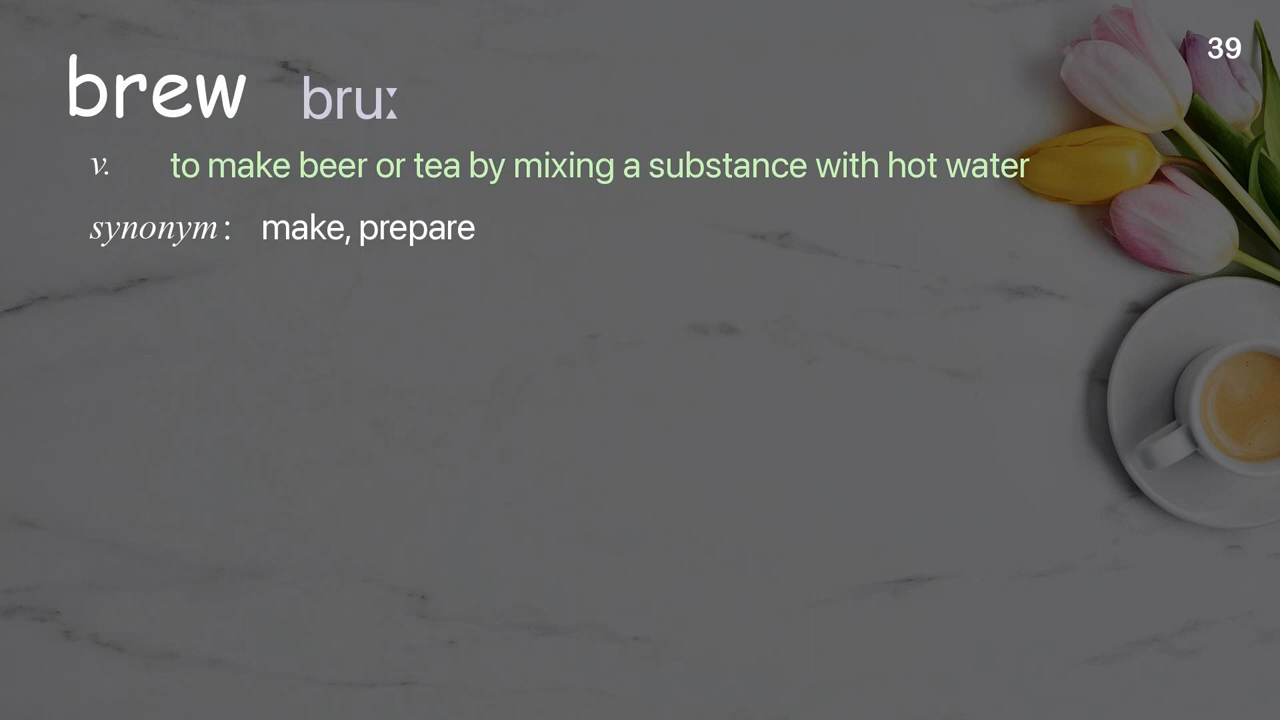 39
brew bruː
v. to make beer or tea by mixing a substance with hot water
synonym : make, prepare